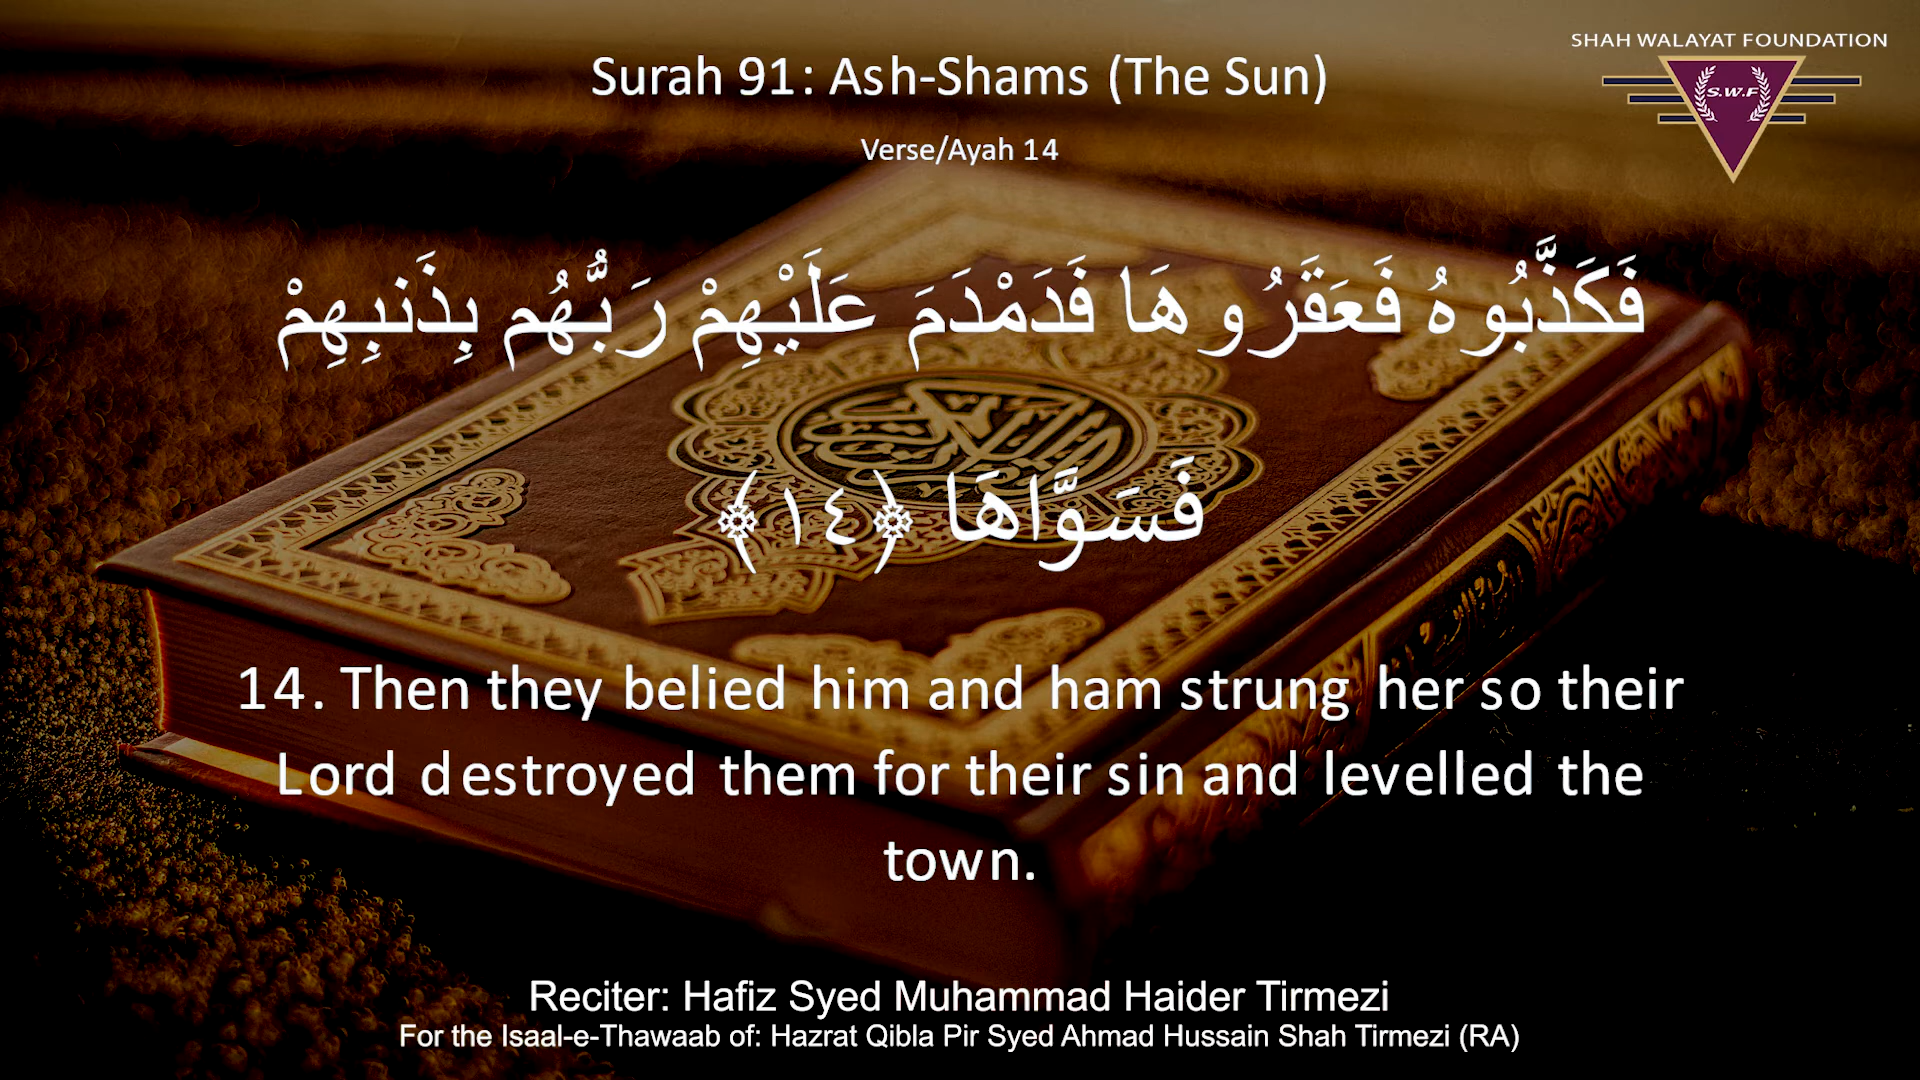 SHAH WALAYAT FOUNDATION
S.W.F
Surah 91: Ash-Shams (The Sun)
Verse/Ayah 14
فَكَذَّبُوهُ فَعَقَرُوهَا فَدَمْدَمَ عَلَيْهِمْ رَبُّهُم بِذَنبِهِمْ
فَسَوَّاهَا ﴿١٤﴾
14. Then they belied him and ham strung her so their
Lord destroyed them for their sin and levelled the
town.
Reciter: Hafiz Syed Muhammad Haider Tirmezi
For the Isaal-e-Thawaab of: Hazrat Qibla Pir Syed Ahmad Hussain Shah Tirmezi (RA)